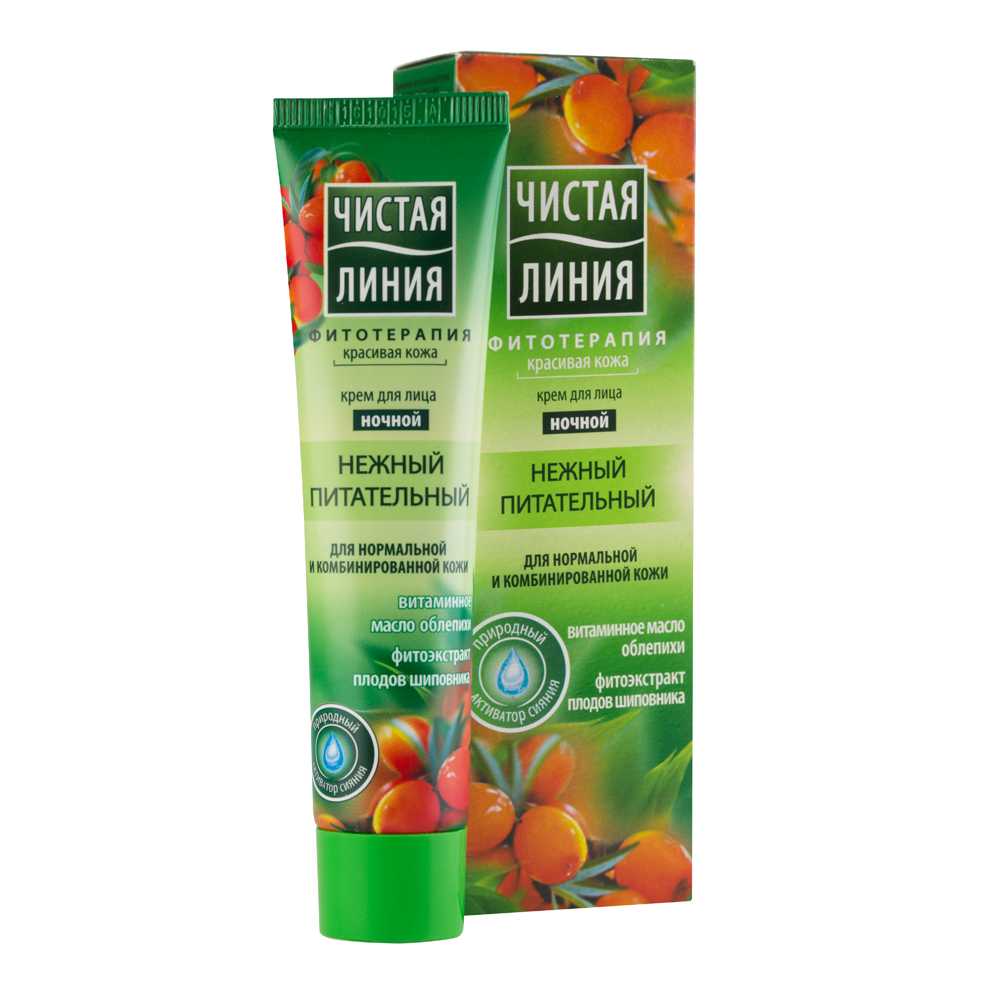 ЧИСТАЯ
ЛИНИЯ
ФИТОТЕРАПИЯ
красивая кожа
крем для лица
ночной
НЕЖНЫЙ
ПИТАТЕЛЬНЫЙ
ДЛЯ НОРМАЛЬНОЙ
И КОМБИНИРОВАННОЙ КОЖИ
витаминное
масло облепихи
фитоэкстракт
плодов шиповника
природный
активатор сияния
ЧИСТАЯ
ЛИНИЯ
ФИТОТЕРАПИЯ
красивая кожа
крем для лица
ночной
НЕЖНЫЙ
ПИТАТЕЛЬНЫЙ
ДЛЯ НОРМАЛЬНОЙ
И КОМБИНИРОВАННОЙ КОЖИ
природный
активатор сияния
витаминное масло
облепихи
фитоэкстракт
плодов шиповника